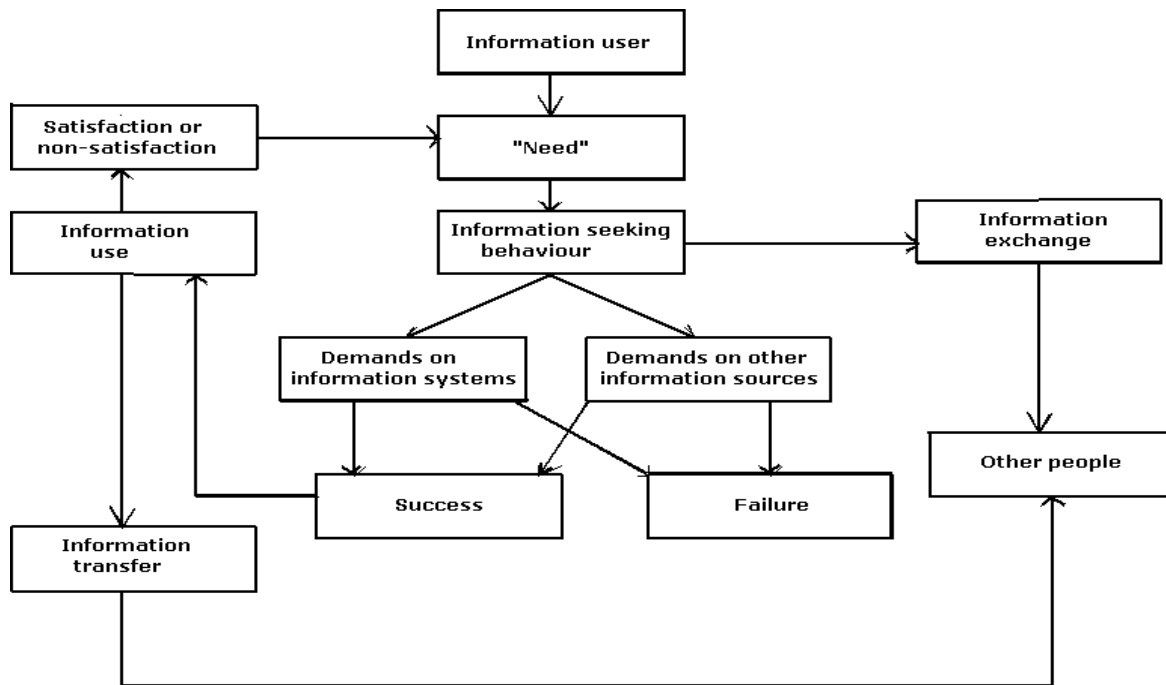 Information user
Satisfaction or
non-satisfaction
"Need"
Information
use
Information seeking
behaviour
Information
exchange
Demands on
information systems
Demands on other
information sources
Other people
Success
Failure
Information
transfer